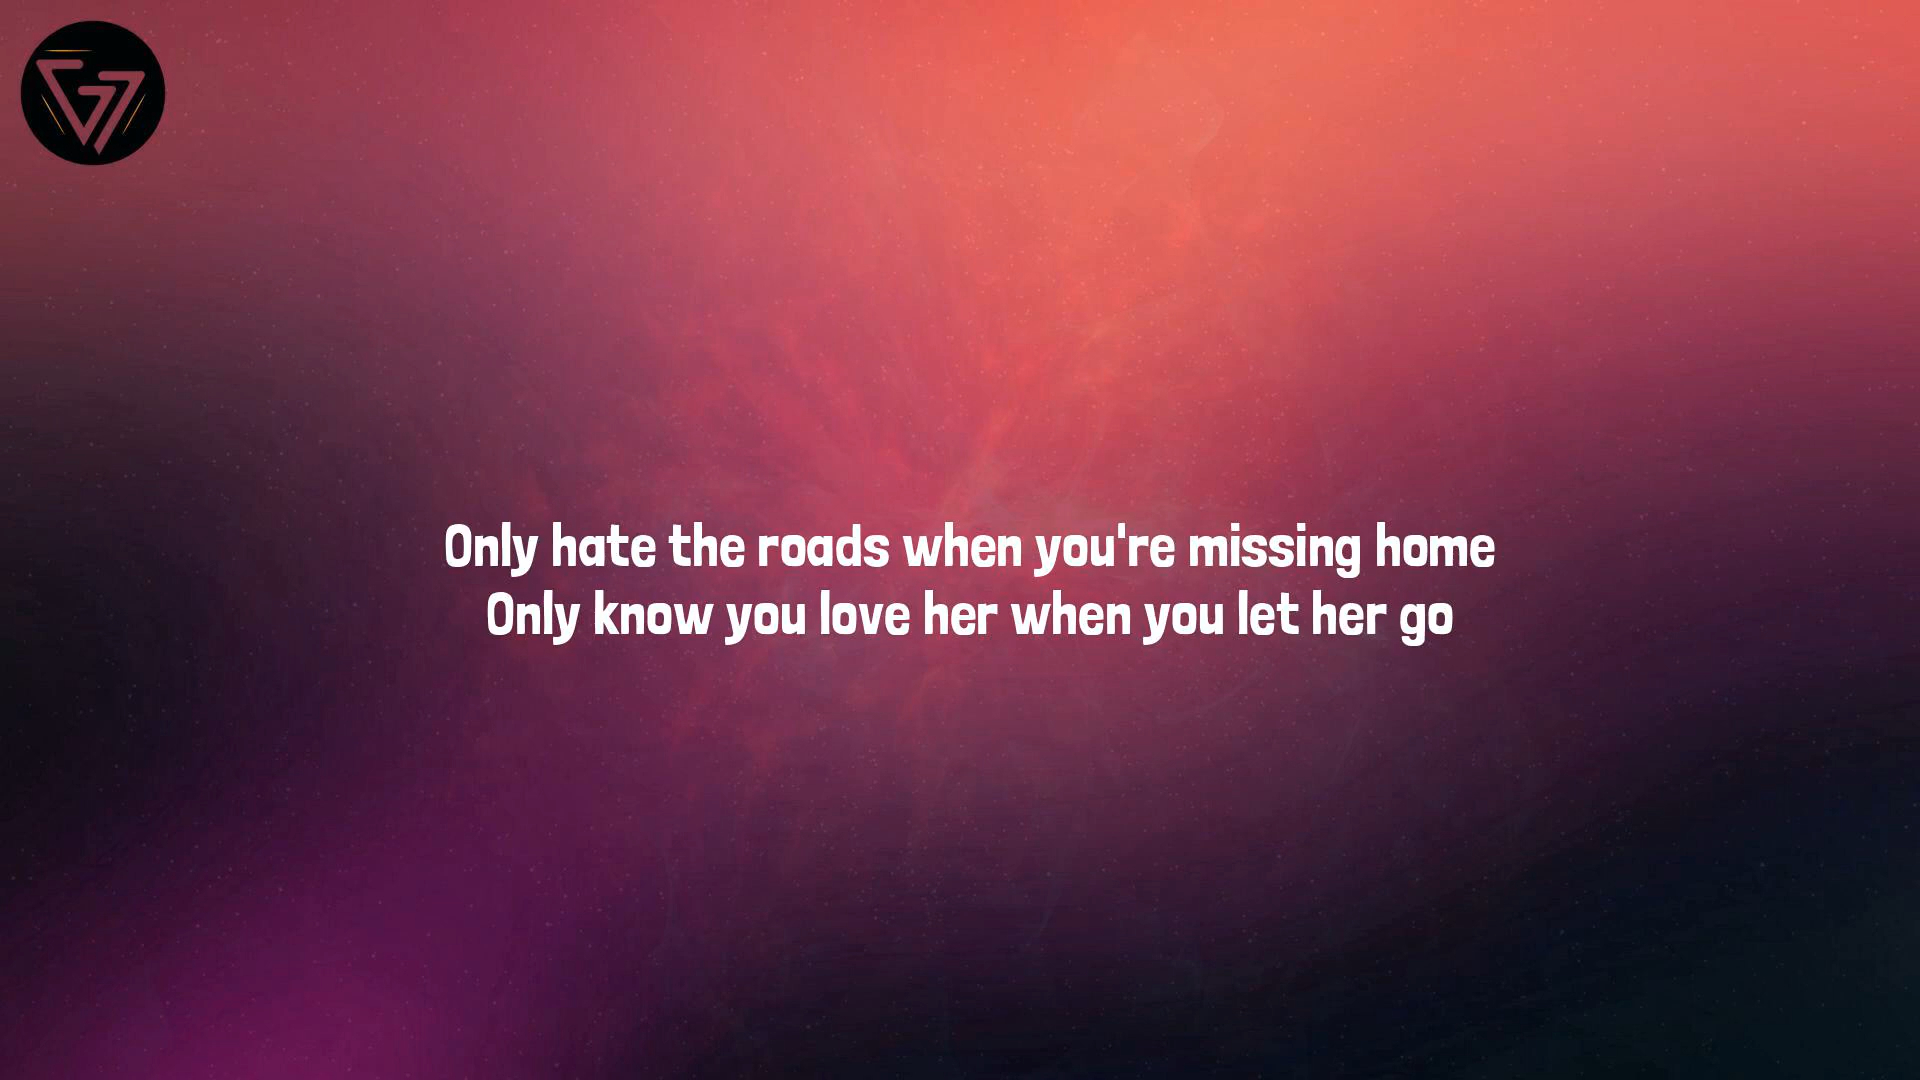 Only hate the roads when you're missing home
Only know you love her when you let her go